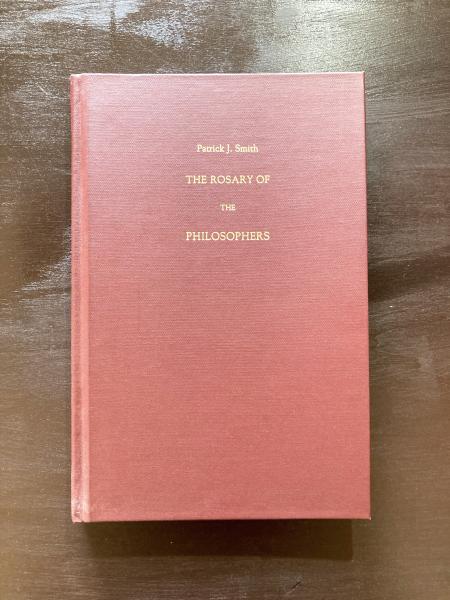 Patrick J. Smith
THE ROSARY OF
THE
PHILOSOPHERS